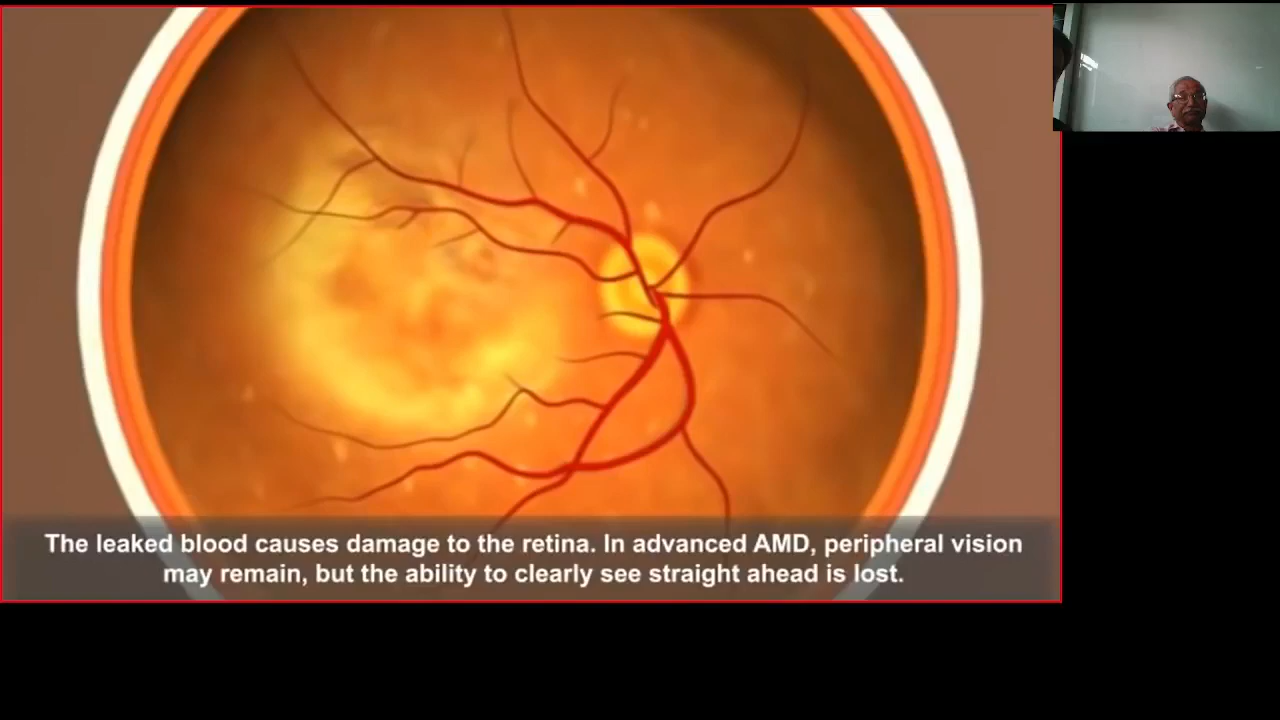 The leaked blood causes damage to the retina. In advanced AMD, peripheral vision
may remain, but the ability to clearly see straight ahead is lost.